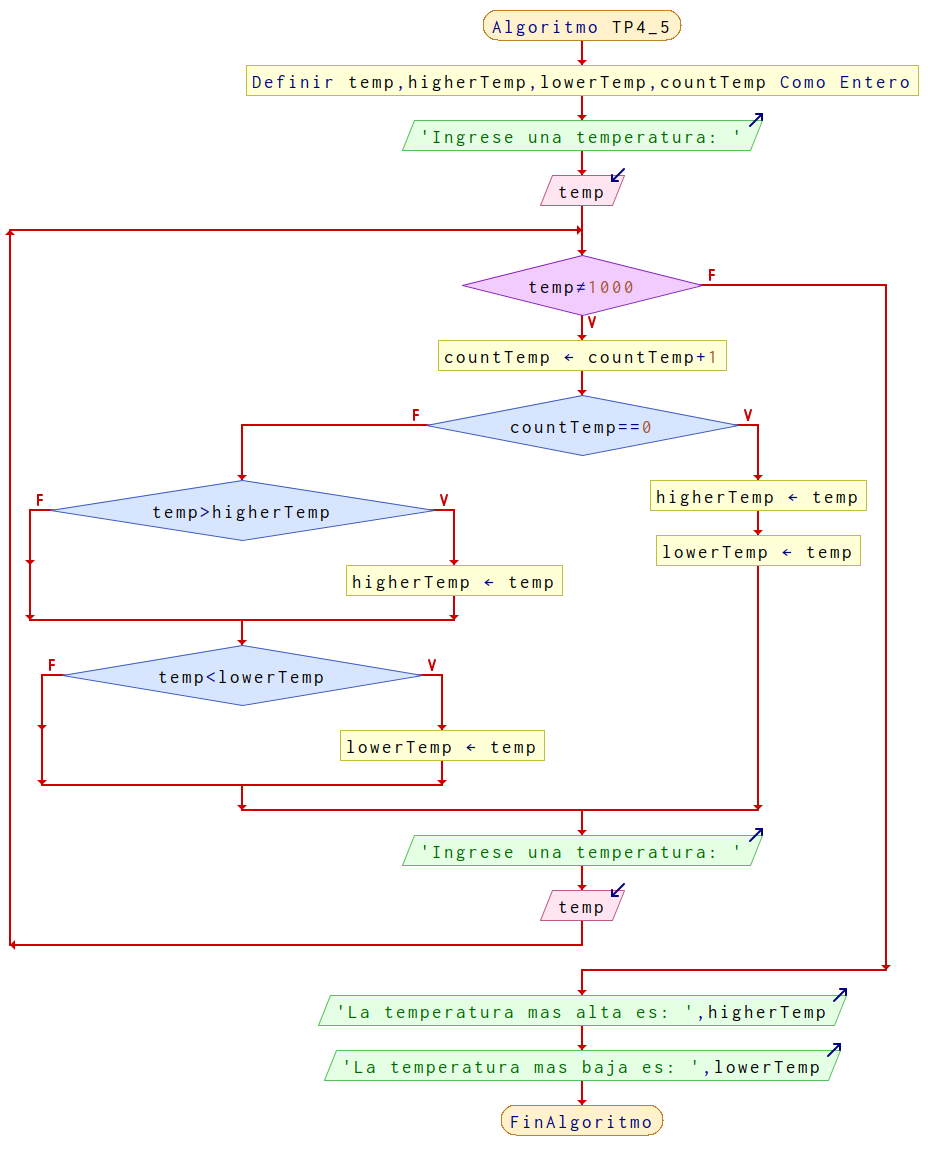 Algoritmo TP4_5
Definir temp,higherTemp,lowerTemp,countTemp Como Entero
'Ingrese una temperatura: '
temp
temp≠1000
F
V
countTemp ← countTemp+1
F
countTemp==0
V
F
temp>higherTemp
V
higherTemp ← temp
lowerTemp ← temp
higherTemp ← temp
F
temp<lowerTemp
V
lowerTemp ← temp
'Ingrese una temperatura: '
temp
'La temperatura mas alta es: ',higherTemp
'La temperatura mas baja es: ',lowerTemp
FinAlgoritmo